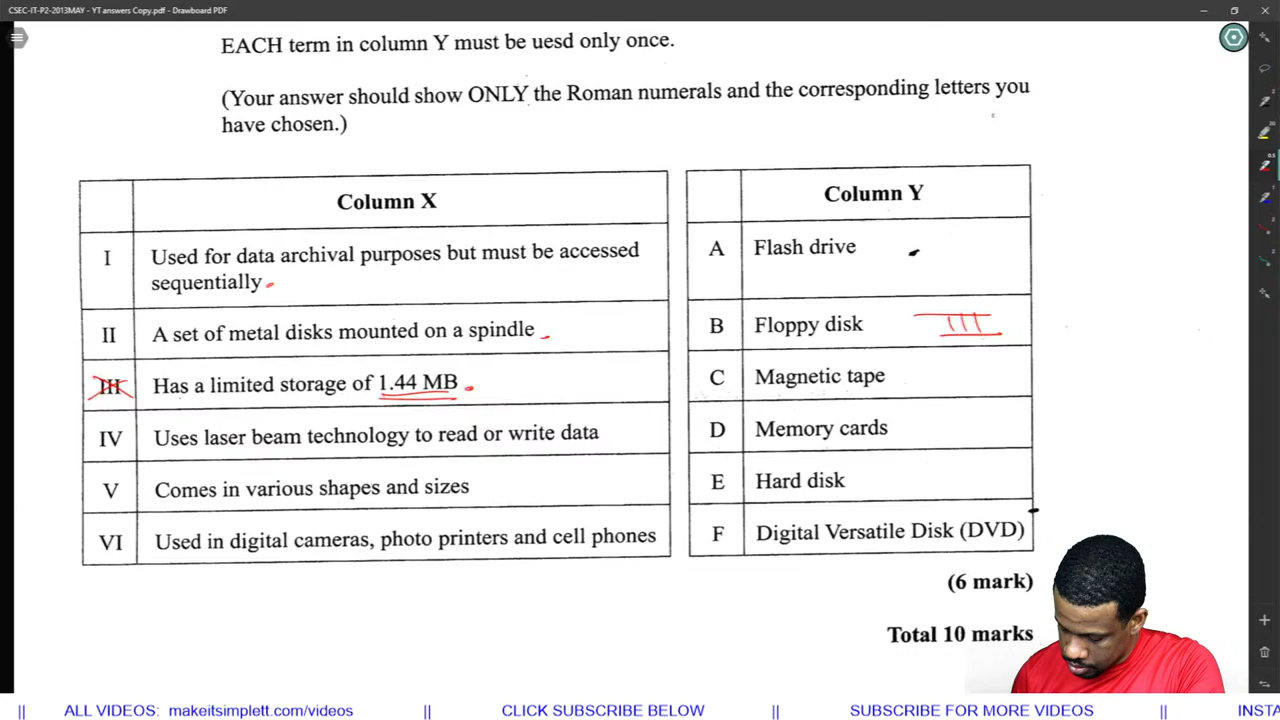 CSEC-IT-P2-2013MAY - YT answers Copy.pdf - Drawboard PDF
EACH term in column Y must be uesd only once.
(Your answer should show ONLY the Roman numerals and the corresponding letters you
have chosen.)
Column X
I Used for data archival purposes but must be accessed
sequentially
II A set of metal disks mounted on a spindle
III Has a limited storage of 1.44 MB
IV Uses laser beam technology to read or write data
V Comes in various shapes and sizes
VI Used in digital cameras, photo printers and cell phones
Column Y
A Flash drive
B Floppy disk III
C Magnetic tape
D Memory cards
E Hard disk
F Digital Versatile Disk (DVD)
(6 mark)
Total 10 marks
|| ALL VIDEOS: makeitsimplett.com/videos || CLICK SUBSCRIBE BELOW || SUBSCRIBE FOR MORE VIDEOS || INSTA